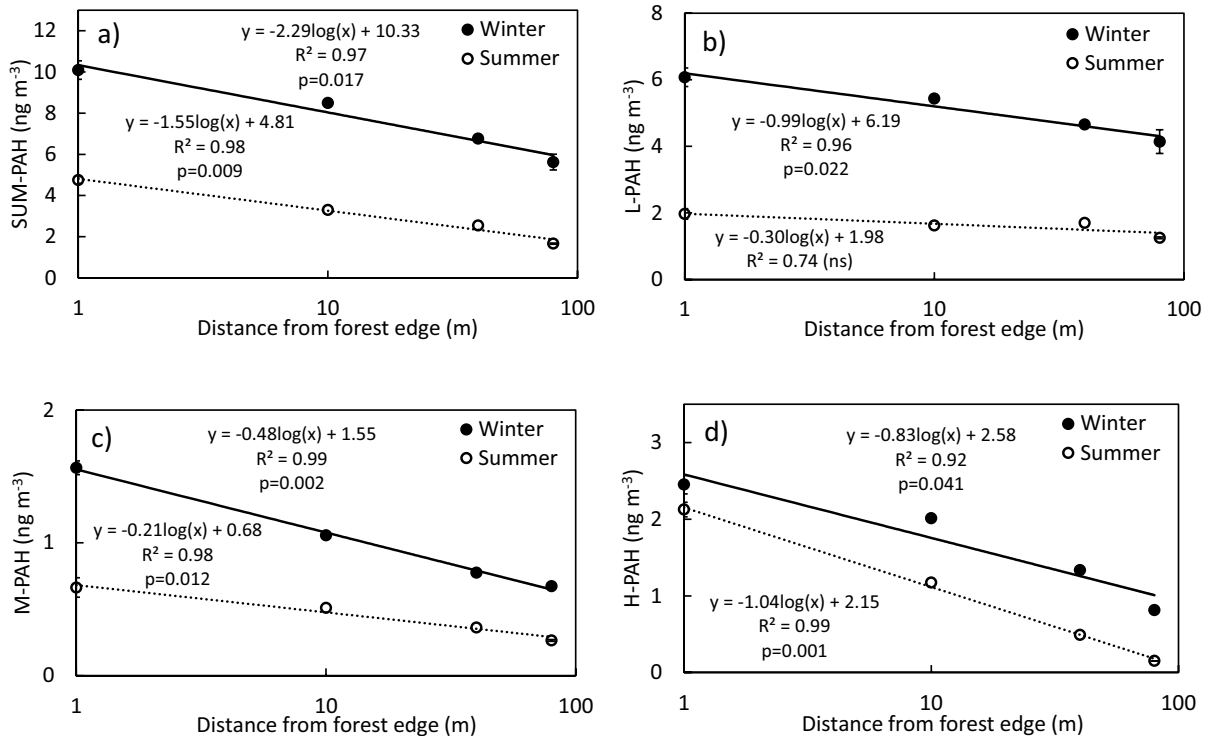 a)
y = -2.29log(x) + 10.33
R² = 0.97
p=0.017
Winter
Summer
y = -1.55log(x) + 4.81
R² = 0.98
p=0.009
SUM-PAH (ng m⁻³)
12
10
8
6
4
2
0
1
10
100
Distance from forest edge (m)
b)
Winter
Summer
y = -0.99log(x) + 6.19
R² = 0.96
p=0.022
y = -0.30log(x) + 1.98
R² = 0.74 (ns)
L-PAH (ng m⁻³)
8
6
4
2
0
1
10
100
Distance from forest edge (m)
c)
y = -0.48log(x) + 1.55
R² = 0.99
p=0.002
Winter
Summer
y = -0.21log(x) + 0.68
R² = 0.98
p=0.012
M-PAH (ng m⁻³)
2
1
0
1
10
100
Distance from forest edge (m)
d)
y = -0.83log(x) + 2.58
R² = 0.92
p=0.041
Winter
Summer
y = -1.04log(x) + 2.15
R² = 0.99
p=0.001
H-PAH (ng m⁻³)
3
2
1
0
1
10
100
Distance from forest edge (m)